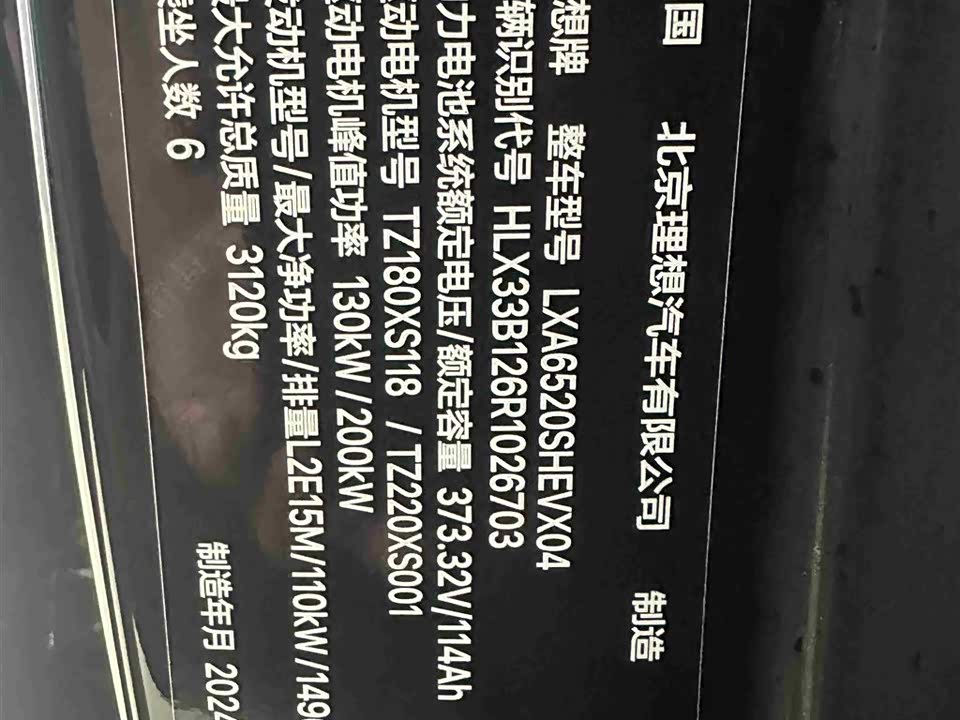 国 北京理想汽车有限公司 制造
想牌 整车型号 LXA6520SHEVX04
辆识别代号 HLX33B126R1026703
力电池系统额定电压/额定容量 373.32V/114Ah
动电机型号 TZ180XS118 /TZ220XS001
动电机峰值功率 130kW/200kW
动机型号/最大净功率/排量L2E15M/110kW/149
大允许总质量 3120kg
坐人数 6 制造年月 2024